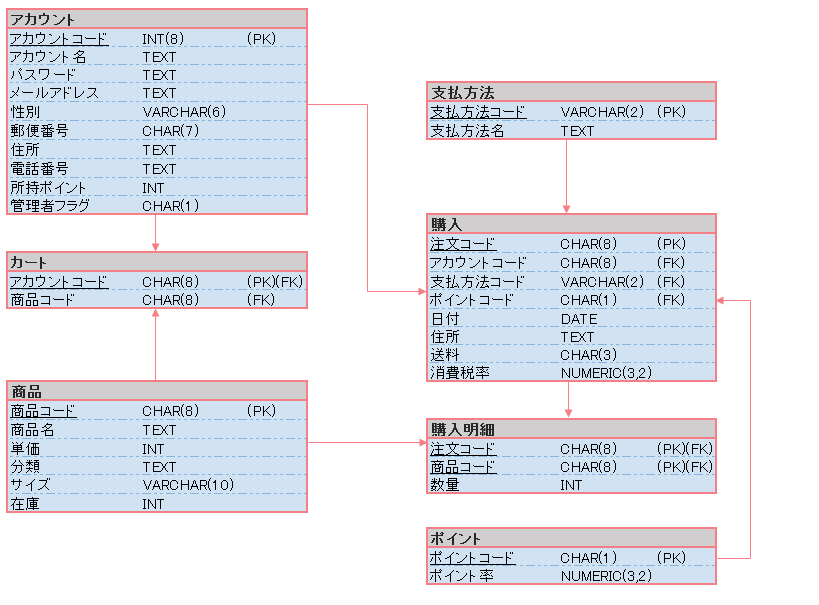 アカウント
アカウントコード INT(8) (PK)
アカウント名 TEXT
パスワード TEXT
メールアドレス TEXT
性別 VARCHAR(6)
郵便番号 CHAR(7)
住所 TEXT
電話番号 TEXT
所持ポイント INT
管理者フラグ CHAR(1)
カート
アカウントコード CHAR(8) (PK)(FK)
商品コード CHAR(8) (FK)
商品
商品コード CHAR(8) (PK)
商品名 TEXT
単価 INT
分類 TEXT
サイズ VARCHAR(10)
在庫 INT
支払方法
支払方法コード VARCHAR(2) (PK)
支払方法名 TEXT
購入
注文コード CHAR(8) (PK)
アカウントコード CHAR(8) (FK)
支払方法コード VARCHAR(2) (FK)
ポイントコード CHAR(1) (FK)
日付 DATE
住所 TEXT
送料 CHAR(3)
消費税率 NUMERIC(3,2)
購入明細
注文コード CHAR(8) (PK)(FK)
商品コード CHAR(8) (PK)(FK)
数量 INT
ポイント
ポイントコード CHAR(1) (PK)
ポイント率 NUMERIC(3,2)